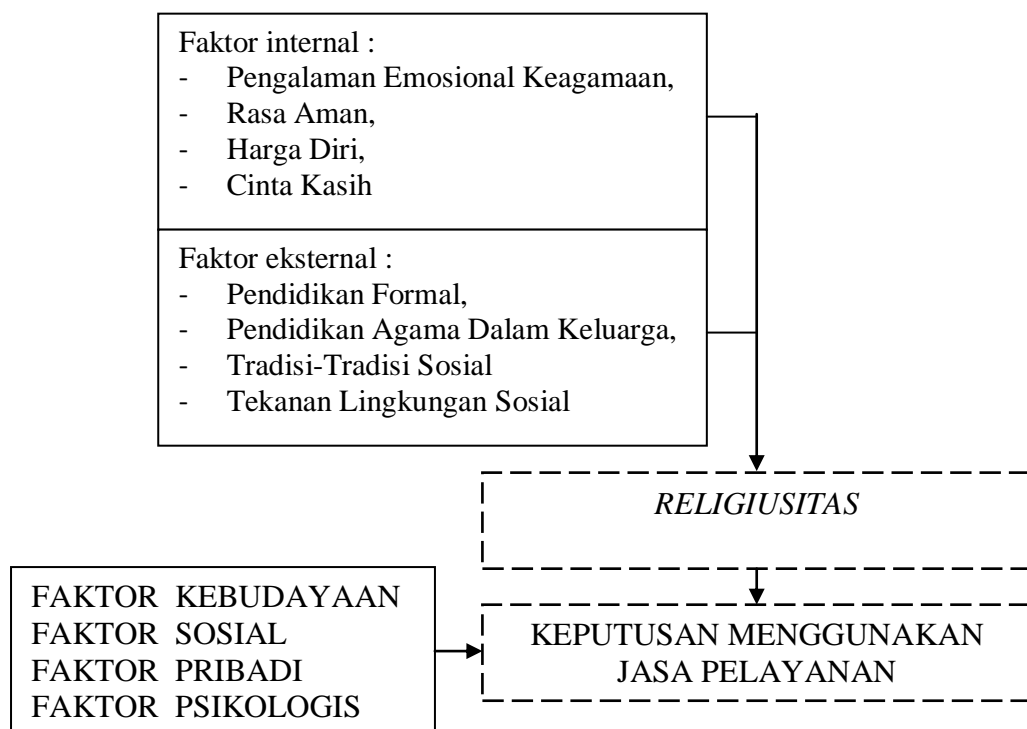 Faktor internal :
- Pengalaman Emosional Keagamaan,
- Rasa Aman,
- Harga Diri,
- Cinta Kasih
Faktor eksternal :
- Pendidikan Formal,
- Pendidikan Agama Dalam Keluarga,
- Tradisi-Tradisi Sosial
- Tekanan Lingkungan Sosial
RELIGIUSITAS
FAKTOR KEBUDAYAAN
FAKTOR SOSIAL
FAKTOR PRIBADI
FAKTOR PSIKOLOGIS
KEPUTUSAN MENGGUNAKAN
JASA PELAYANAN